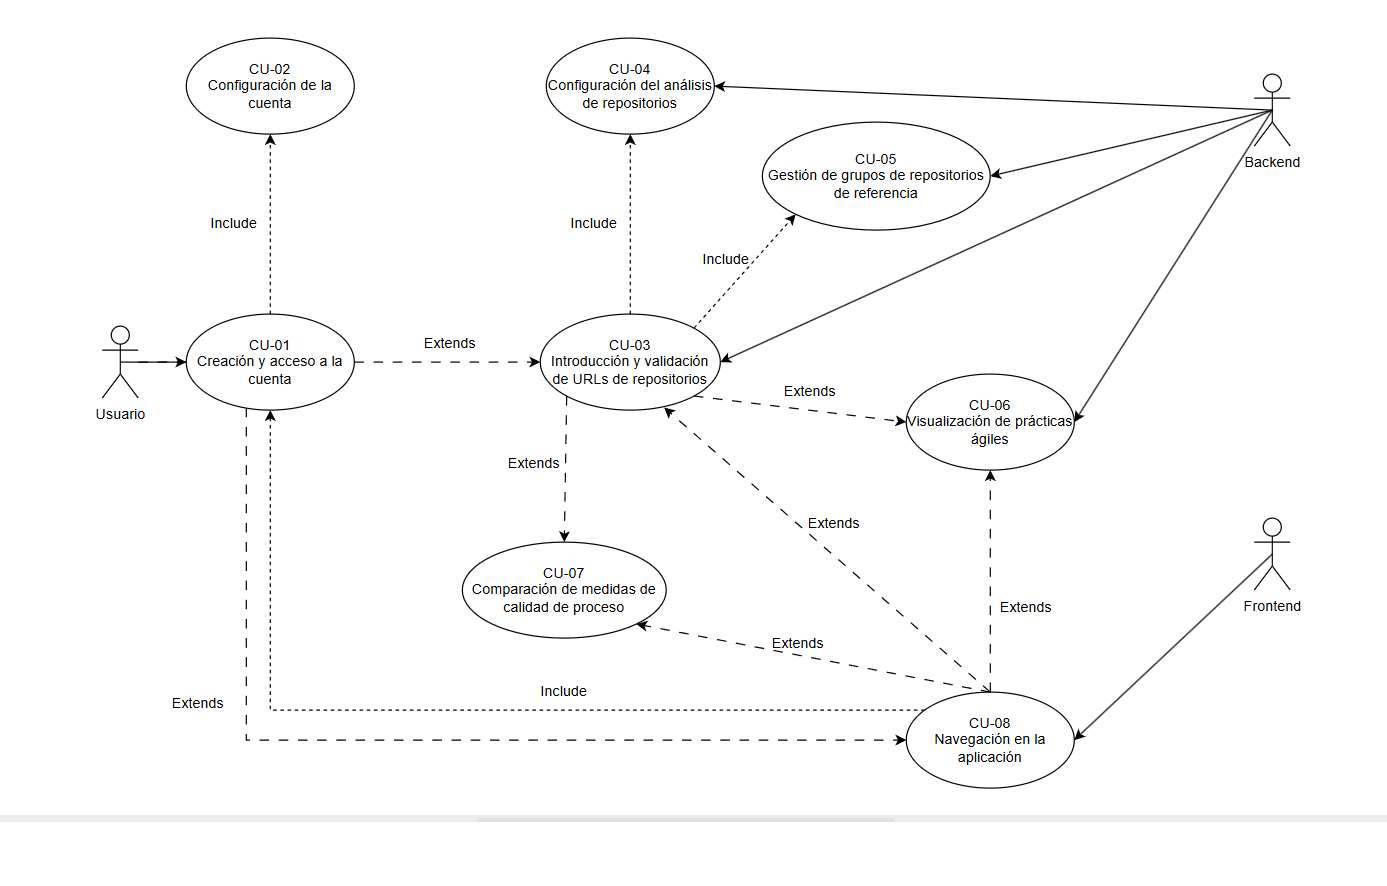 CU-02
Configuración de la
cuenta
CU-04
Configuración del análisis
de repositorios
Backend
CU-05
Gestión de grupos de repositorios
de referencia
Include
Include
Include
Usuario
CU-01
Creación y acceso a la
cuenta
Extends
CU-03
Introducción y validación
de URLs de repositorios
Extends
CU-06
Visualización de prácticas
ágiles
Extends
Extends
CU-07
Comparación de medidas de
calidad de proceso
Extends
Frontend
Extends
Include
Extends
CU-08
Navegación en la
aplicación